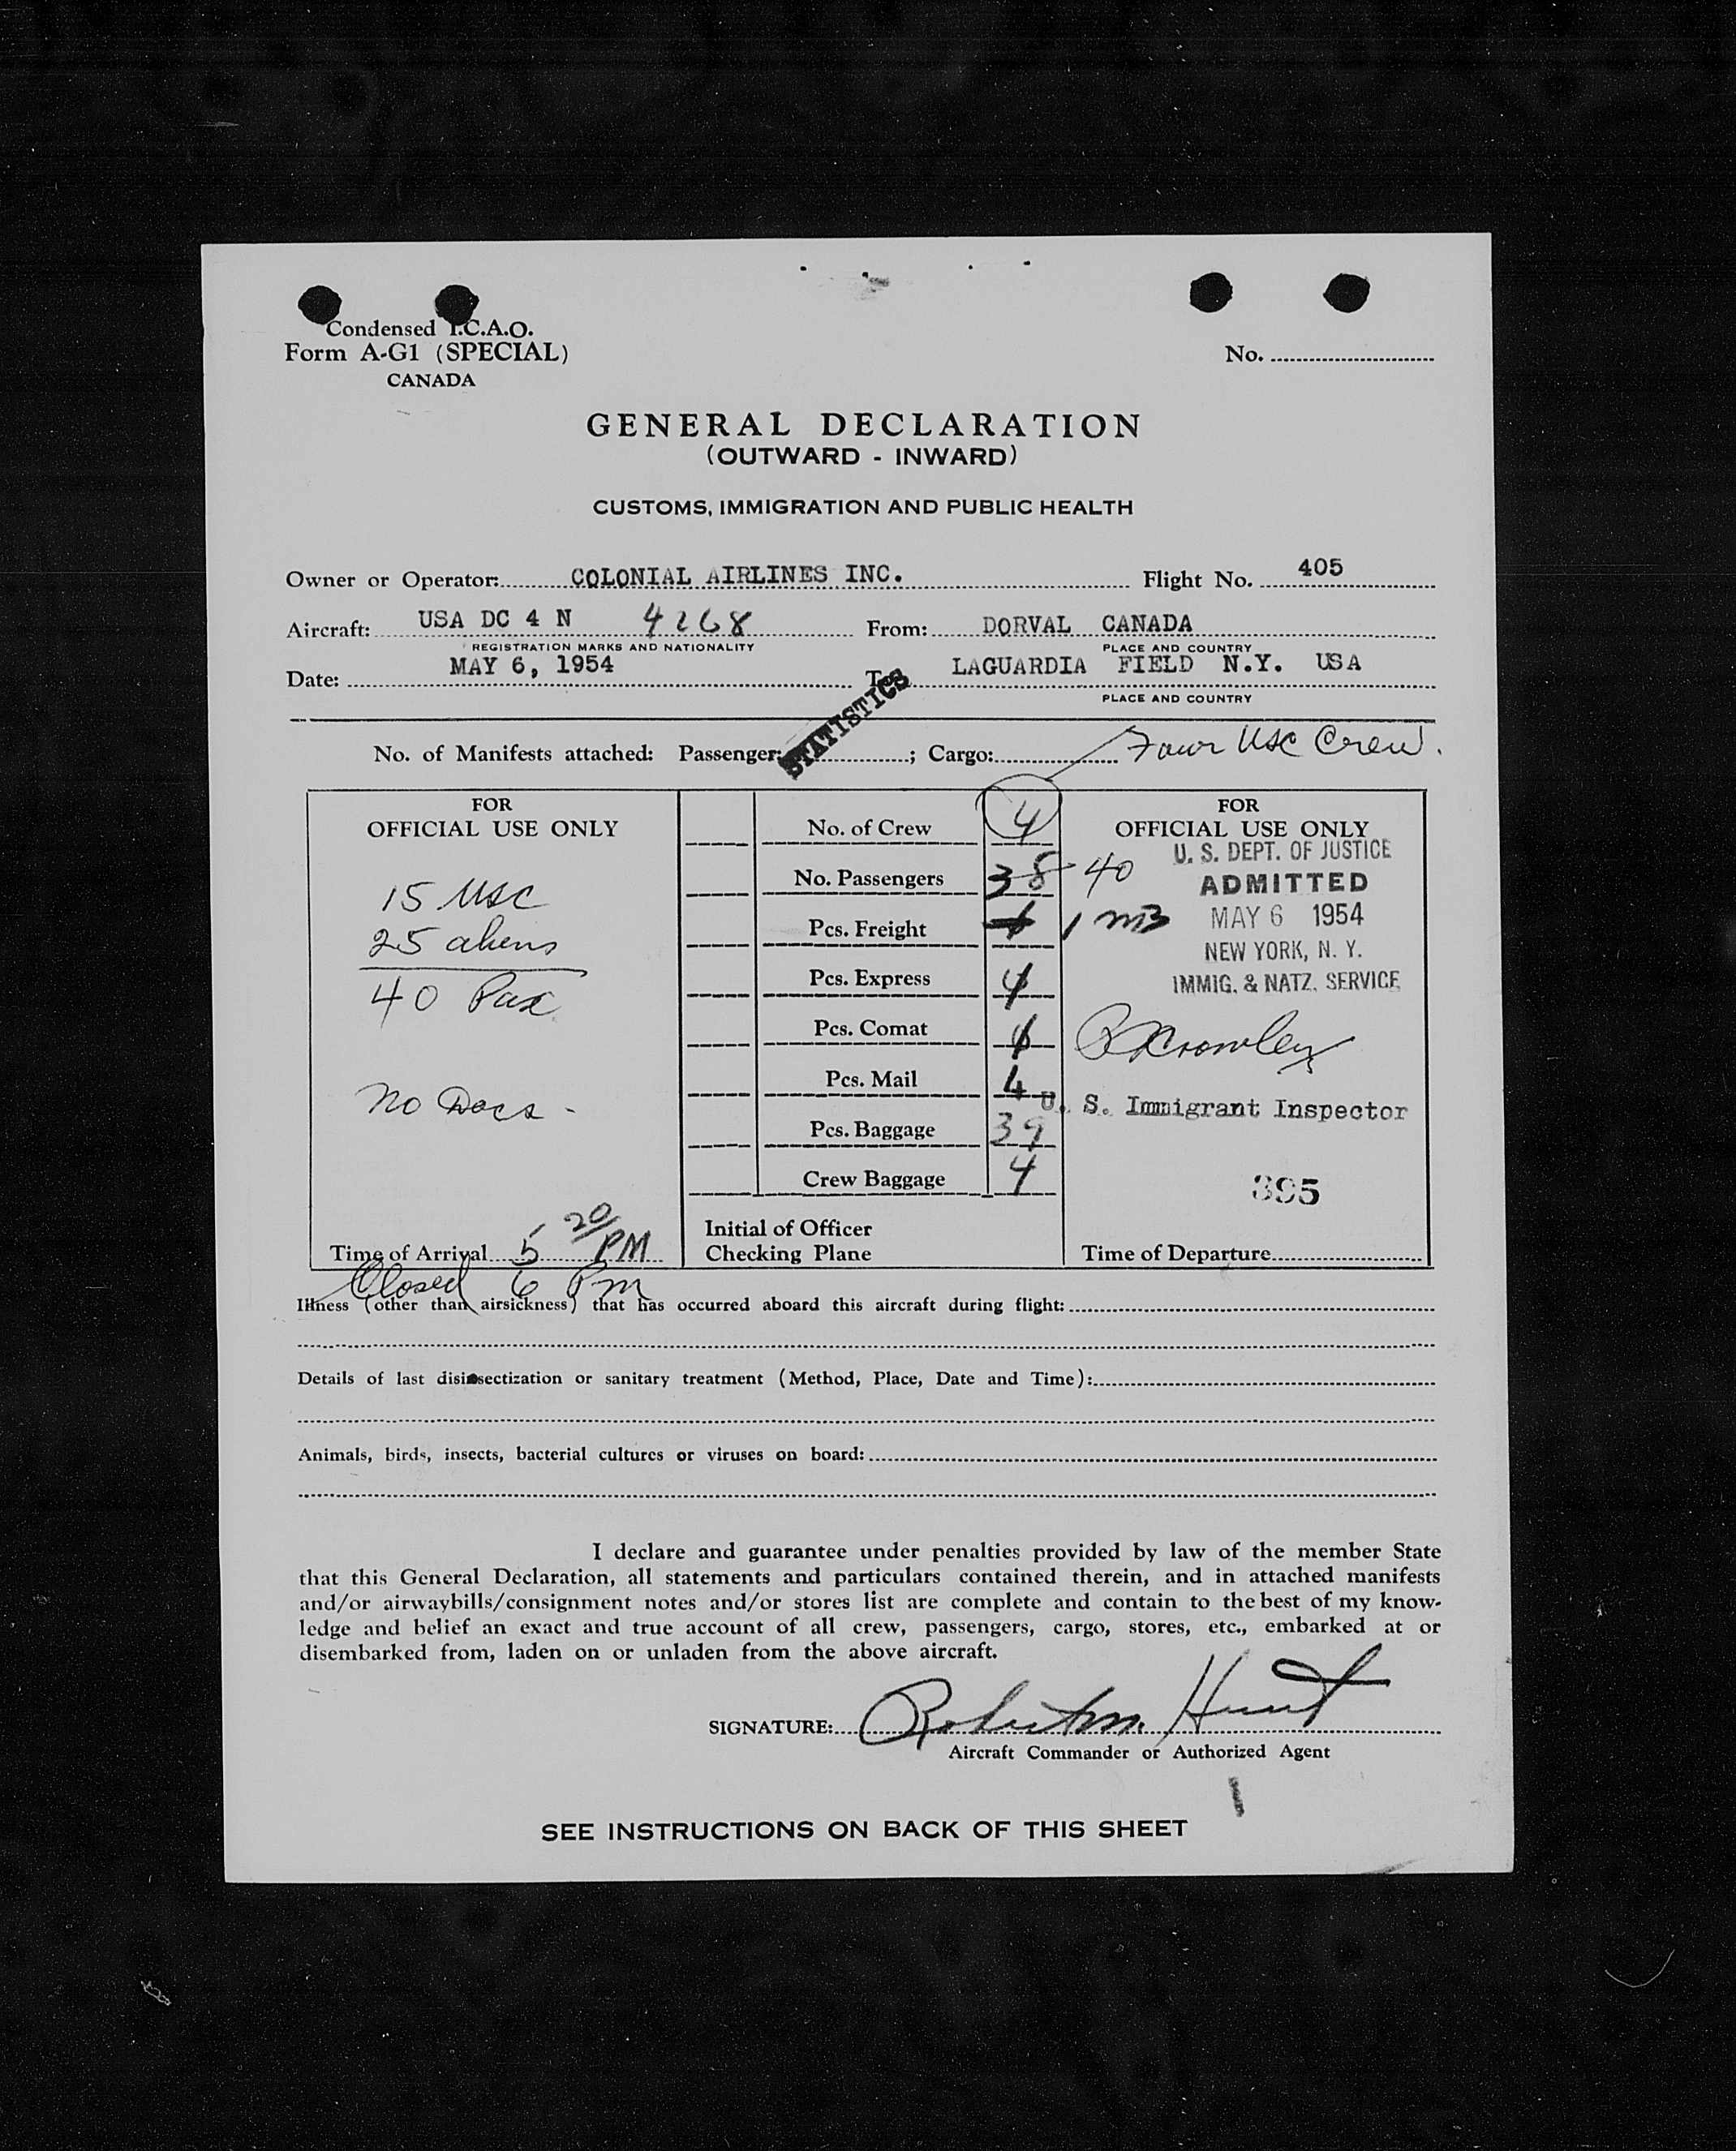 Condensed I.C.A.O.
Form A-G1 (SPECIAL)
CANADA
No.
GENERAL DECLARATION
(OUTWARD - INWARD)
CUSTOMS, IMMIGRATION AND PUBLIC HEALTH
Owner or Operator: COLONIAL AIRLINES INC. Flight No. 405
Aircraft: USA DC 4 N 4268 From: DORVAL CANADA
REGISTRATION MARKS AND NATIONALITY PLACE AND COUNTRY
Date: MAY 6, 1954 To LAGUARDIA FIELD N.Y. USA
PLACE AND COUNTRY
STATISTICS
No. of Manifests attached: Passenger: ; Cargo: Four USC Crew.
FOR
OFFICIAL USE ONLY
15 USC
25 aliens
40 Pax
No Docs -
Time of Arrival 5 20 PM
Closed 6 Pm
No. of Crew 4
No. Passengers 38 40
Pcs. Freight 1 MB
Pcs. Express
Pcs. Comat
Pcs. Mail 4
Pcs. Baggage 39
Crew Baggage 4
Initial of Officer
Checking Plane
FOR
OFFICIAL USE ONLY
U. S. DEPT. OF JUSTICE
ADMITTED
MAY 6 1954
NEW YORK, N. Y.
IMMIG. & NATZ. SERVICE
Crowley
U. S. Immigrant Inspector
395
Time of Departure
Illness (other than airsickness) that has occurred aboard this aircraft during flight:
Details of last disinsectization or sanitary treatment (Method, Place, Date and Time):
Animals, birds, insects, bacterial cultures or viruses on board:
I declare and guarantee under penalties provided by law of the member State
that this General Declaration, all statements and particulars contained therein, and in attached manifests
and/or airwaybills/consignment notes and/or stores list are complete and contain to the best of my know-
ledge and belief an exact and true account of all crew, passengers, cargo, stores, etc., embarked at or
disembarked from, laden on or unladen from the above aircraft.
SIGNATURE: Robert M. Hunt
Aircraft Commander or Authorized Agent
SEE INSTRUCTIONS ON BACK OF THIS SHEET